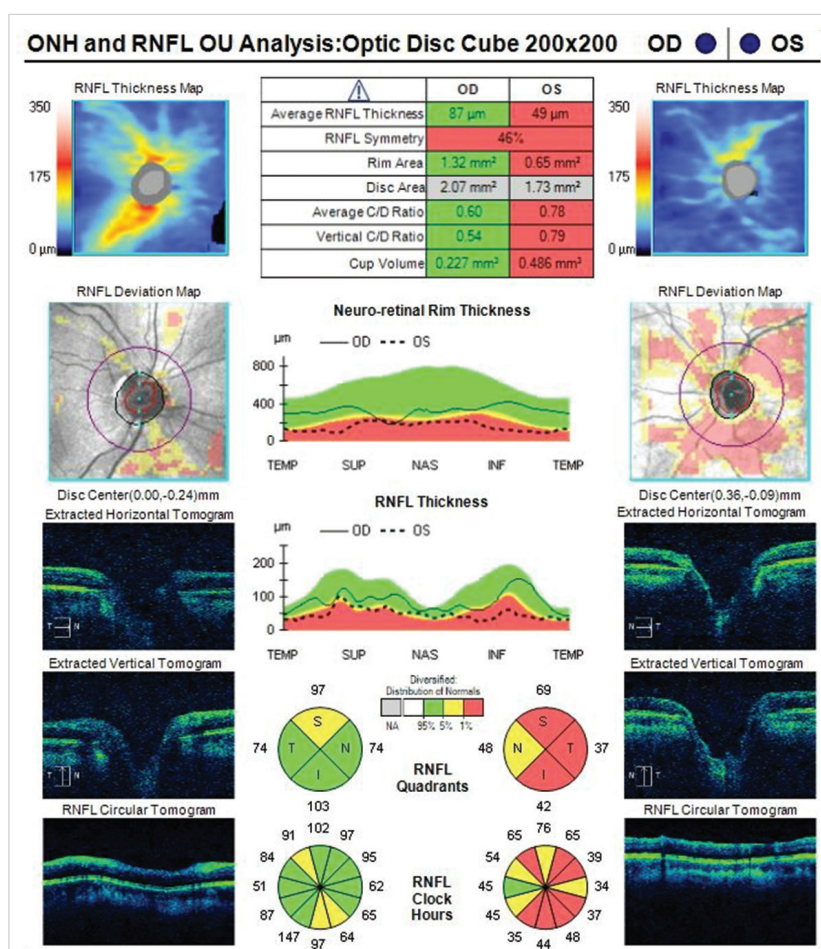 ONH and RNFL OU Analysis:Optic Disc Cube 200x200 OD OS
RNFL Thickness Map
350
175
0 µm
OD OS
Average RNFL Thickness 87 µm 49 µm
RNFL Symmetry 46%
Rim Area 1.32 mm² 0.65 mm²
Disc Area 2.07 mm² 1.73 mm²
Average C/D Ratio 0.60 0.78
Vertical C/D Ratio 0.54 0.79
Cup Volume 0.227 mm³ 0.486 mm³
RNFL Thickness Map
350
175
0 µm
RNFL Deviation Map
Disc Center(0.00,-0.24)mm
Neuro-retinal Rim Thickness
µm OD OS
800
400
0
TEMP SUP NAS INF TEMP
RNFL Deviation Map
Disc Center(0.36,-0.09)mm
Extracted Horizontal Tomogram
T N
RNFL Thickness
µm OD OS
200
100
0
TEMP SUP NAS INF TEMP
Extracted Horizontal Tomogram
T N
Extracted Vertical Tomogram
T N
Diversified:
Distribution of Normals
NA 95% 5% 1%
97
S
74 T N 74
I
103
RNFL
Quadrants
69
S
48 N T 37
I
42
Extracted Vertical Tomogram
T N
RNFL Circular Tomogram
102
91 97
84 95
51 62
87 65
147 64
97
RNFL
Clock
Hours
76
65 65
54 39
45 34
45 37
35 48
44
RNFL Circular Tomogram